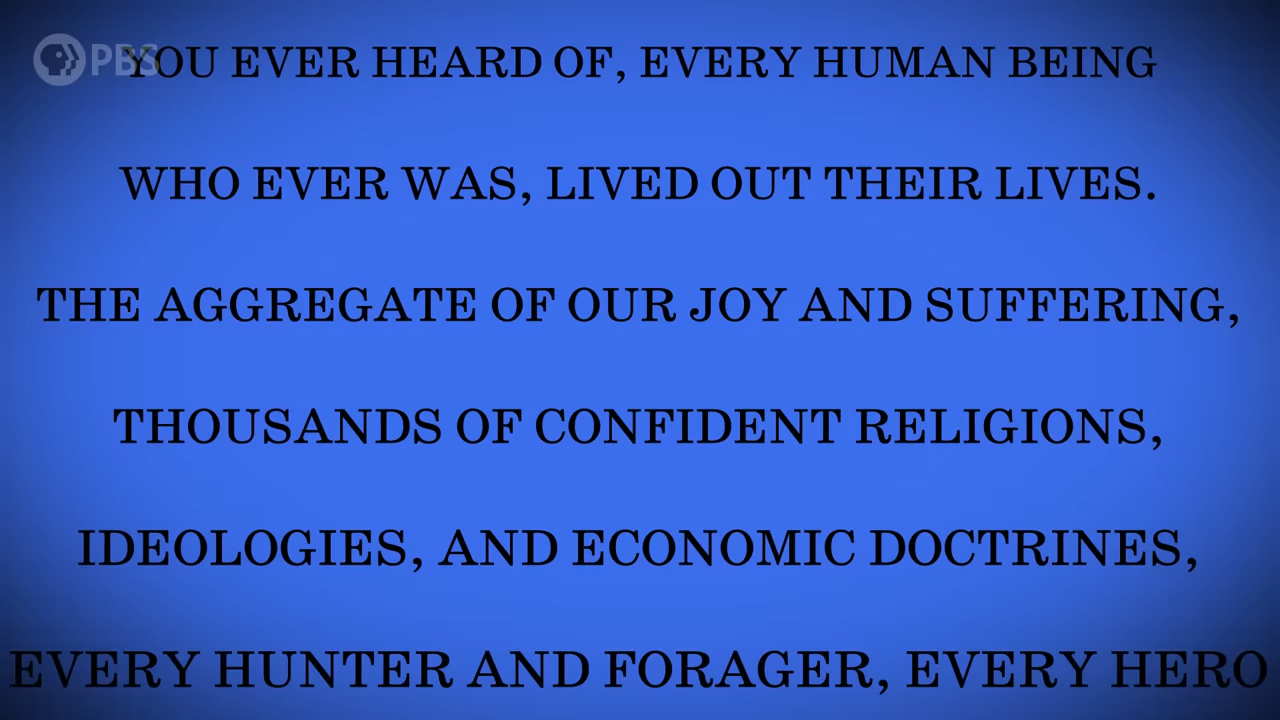 PBS
YOU EVER HEARD OF, EVERY HUMAN BEING
WHO EVER WAS, LIVED OUT THEIR LIVES.
THE AGGREGATE OF OUR JOY AND SUFFERING,
THOUSANDS OF CONFIDENT RELIGIONS,
IDEOLOGIES, AND ECONOMIC DOCTRINES,
EVERY HUNTER AND FORAGER, EVERY HERO